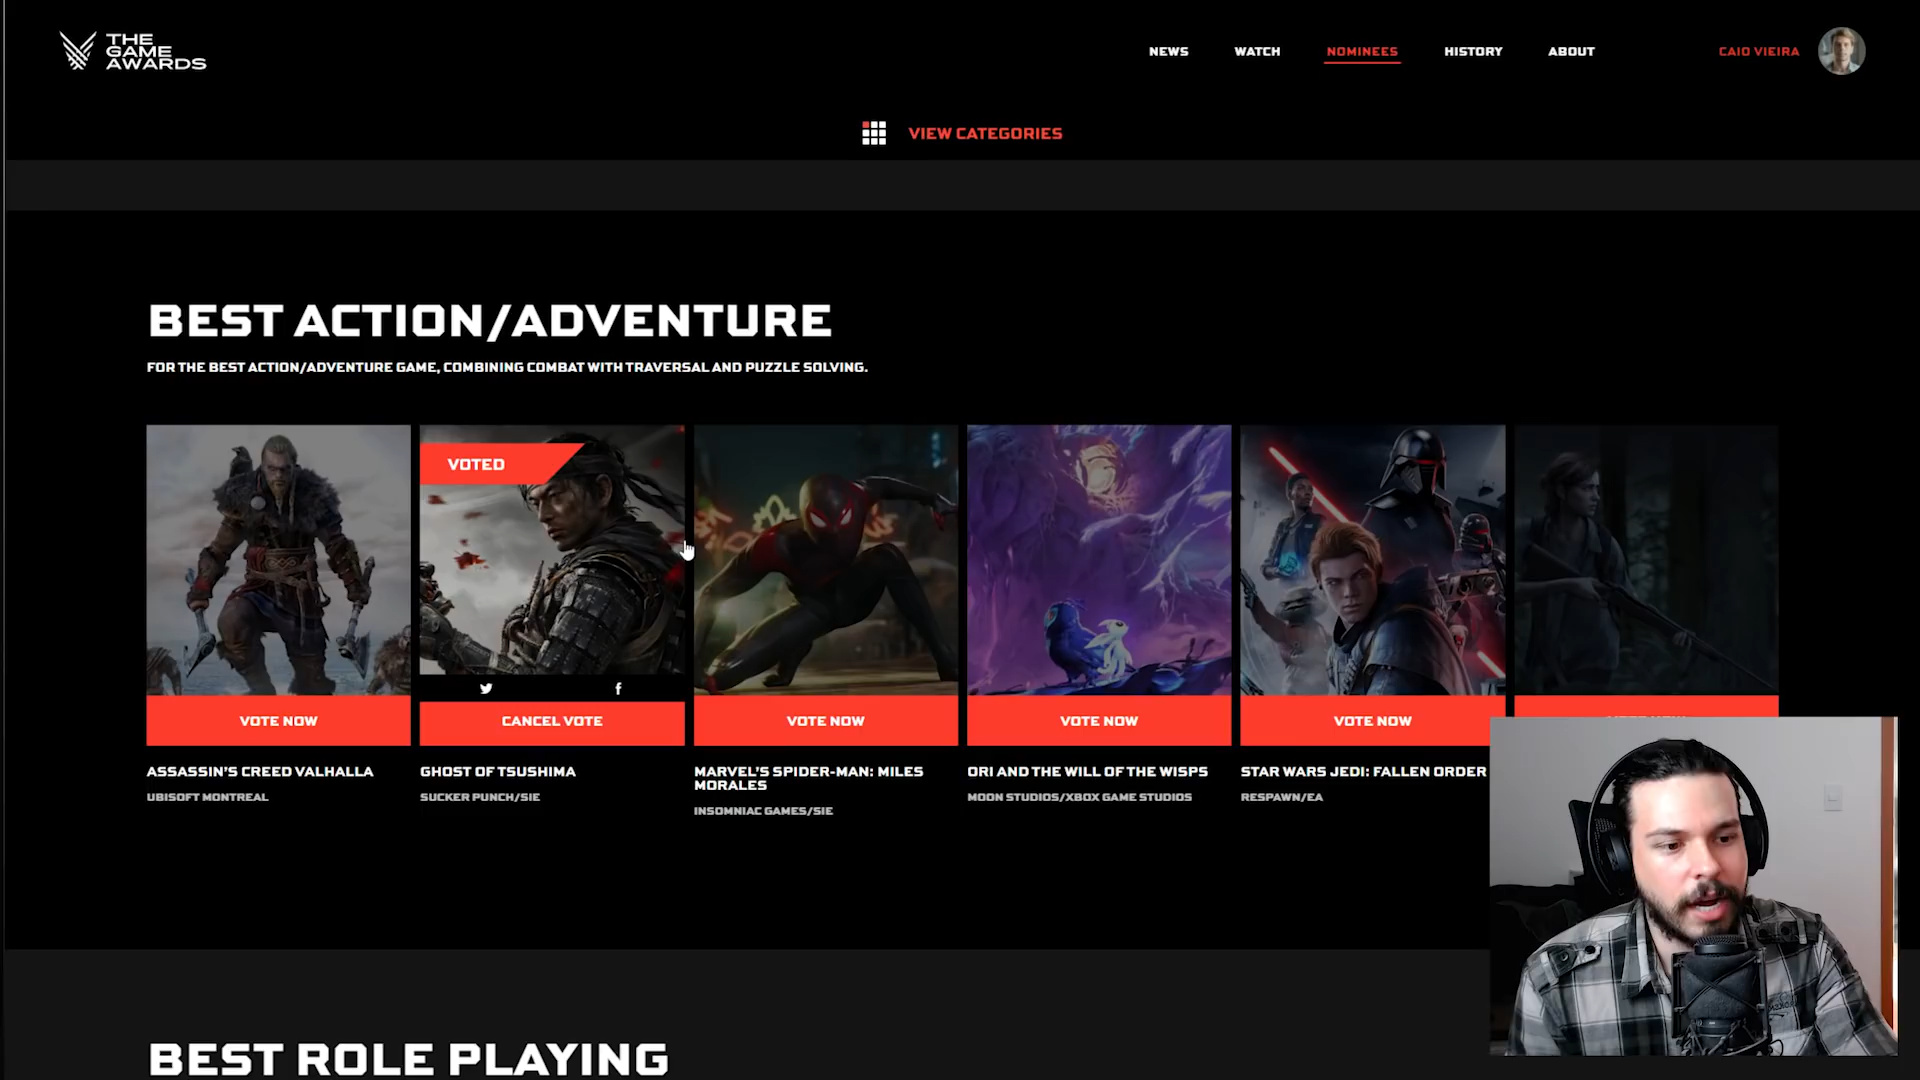 THE
GAME
AWARDS
NEWS
WATCH
NOMINEES
HISTORY
ABOUT
CAIO VIEIRA
VIEW CATEGORIES
BEST ACTION/ADVENTURE
FOR THE BEST ACTION/ADVENTURE GAME, COMBINING COMBAT WITH TRAVERSAL AND PUZZLE SOLVING.
VOTED
VOTE NOW
CANCEL VOTE
VOTE NOW
VOTE NOW
VOTE NOW
ASSASSIN'S CREED VALHALLA
UBISOFT MONTREAL
GHOST OF TSUSHIMA
SUCKER PUNCH/SIE
MARVEL'S SPIDER-MAN: MILES
MORALES
INSOMNIAC GAMES/SIE
ORI AND THE WILL OF THE WISPS
MOON STUDIOS/XBOX GAME STUDIOS
STAR WARS JEDI: FALLEN ORDER
RESPAWN/EA
BEST ROLE PLAYING